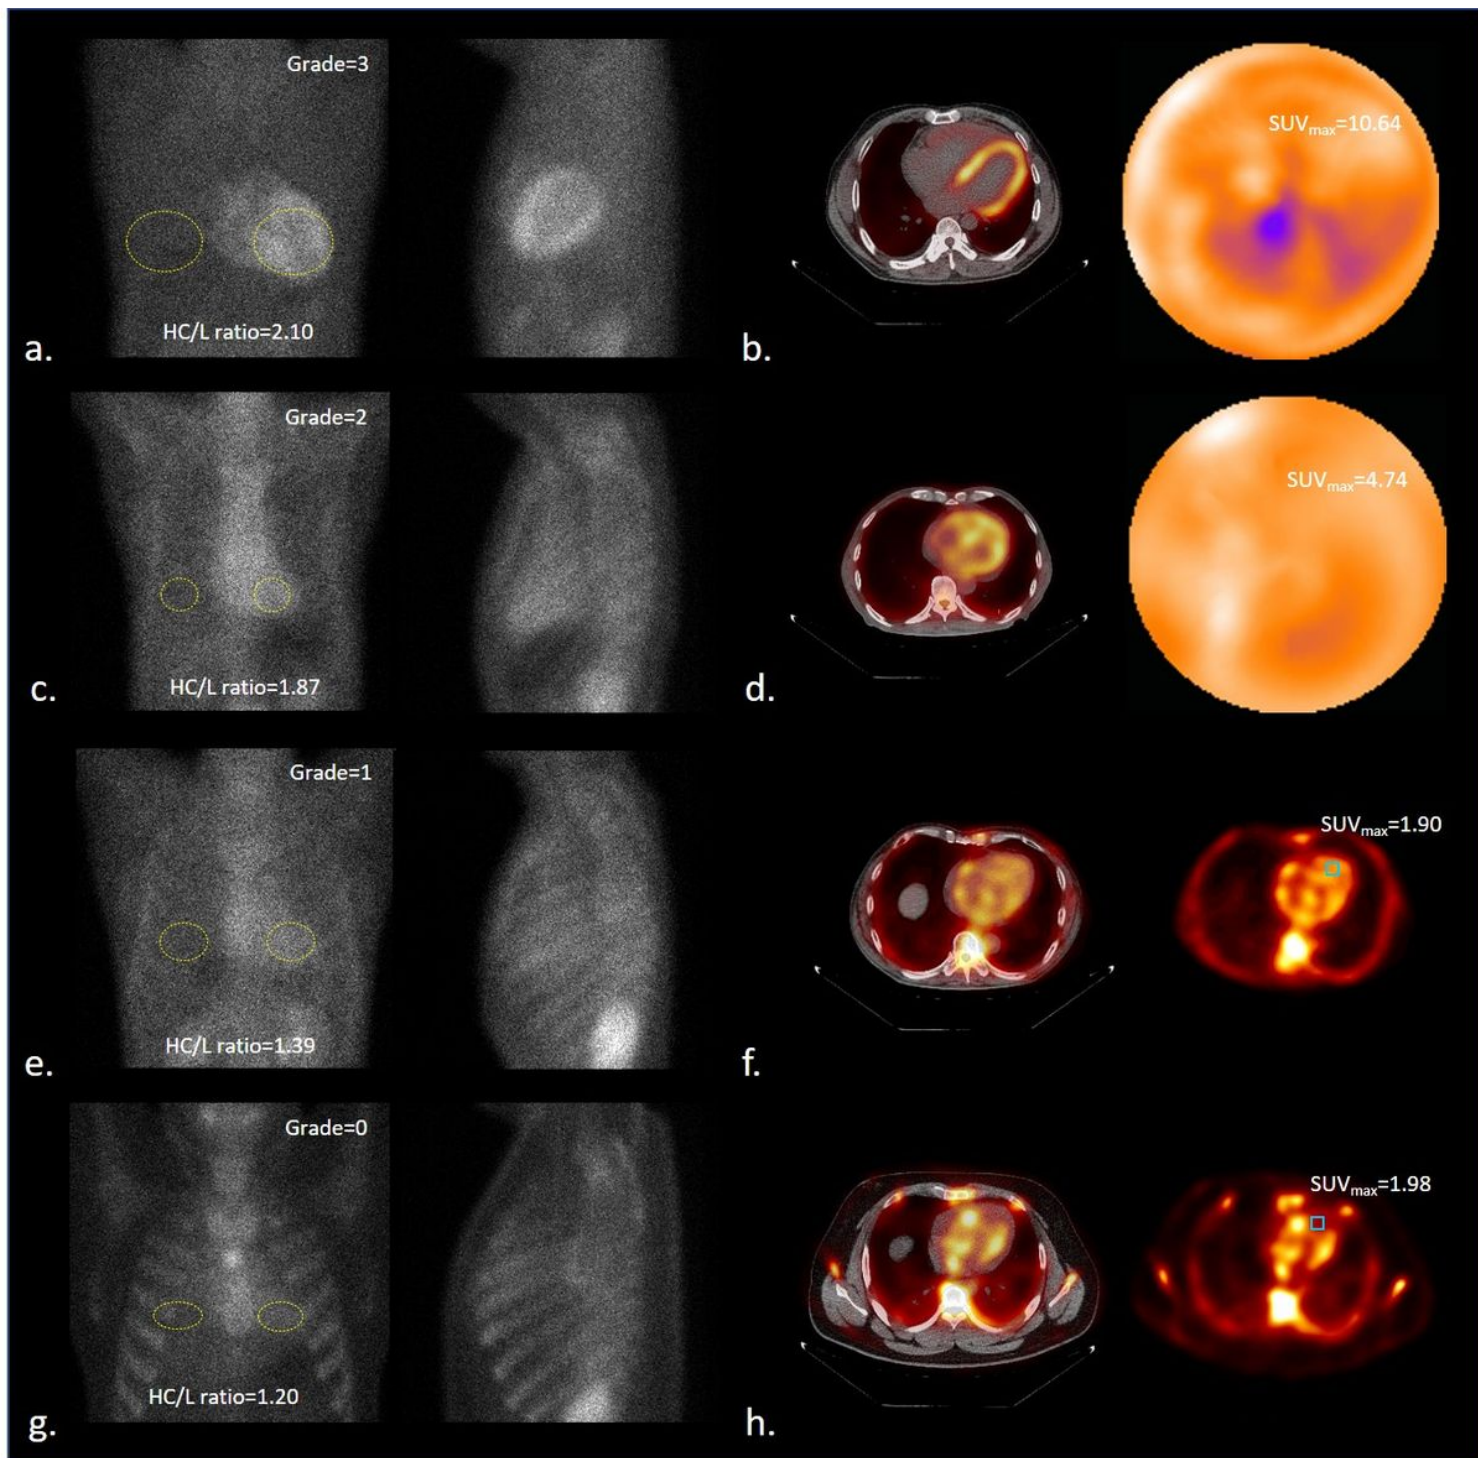 Grade=3
SUVmax=10.64
HC/L ratio=2.10
a.
b.
Grade=2
SUVmax=4.74
HC/L ratio=1.87
c.
d.
Grade=1
SUVmax=1.90
HC/L ratio=1.39
e.
f.
Grade=0
SUVmax=1.98
HC/L ratio=1.20
g.
h.